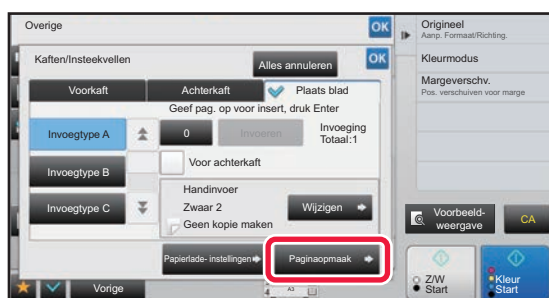 Overige
OK
Kaften/Insteekvellen
Alles annuleren
OK
Voorkaft
Achterkaft
Plaats blad
Geef pag. op voor insert, druk Enter
Invoegtype A
0
Invoeren
Invoeging
Totaal:1
Invoegtype B
Voor achterkaft
Invoegtype C
Handinvoer
Zwaar 2
Geen kopie maken
Wijzigen
Papierlade- instellingen
Paginaopmaak
Vorige
4
A3
Origineel
Aanp. Formaat/Richting.
Kleurmodus
Margeverschv.
Pos. verschuiven voor marge
Voorbeeld-
weergave
CA
Z/W
Start
Kleur
Start